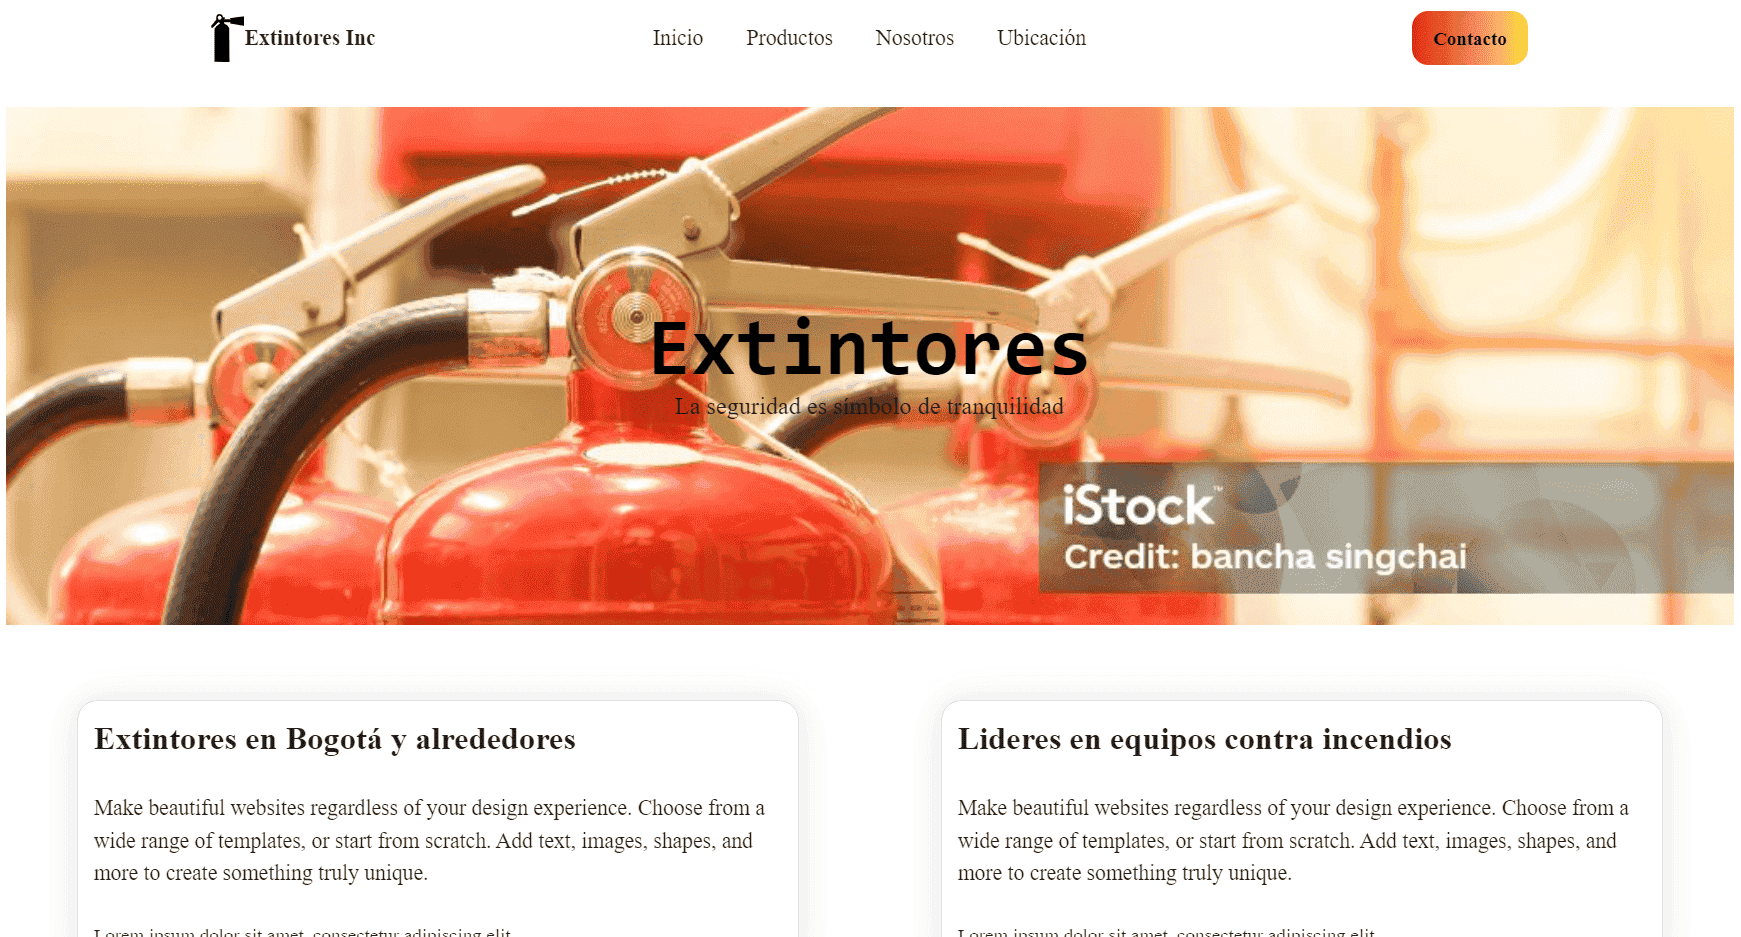 Extintores Inc
Inicio Productos Nosotros Ubicación
Contacto
Extintores
La seguridad es símbolo de tranquilidad
iStock™
Credit: bancha singchai
Extintores en Bogotá y alrededores
Make beautiful websites regardless of your design experience. Choose from a
wide range of templates, or start from scratch. Add text, images, shapes, and
more to create something truly unique.
Lorem ipsum dolor sit amet, consectetur adipiscing elit
Lideres en equipos contra incendios
Make beautiful websites regardless of your design experience. Choose from a
wide range of templates, or start from scratch. Add text, images, shapes, and
more to create something truly unique.
Lorem ipsum dolor sit amet, consectetur adipiscing elit